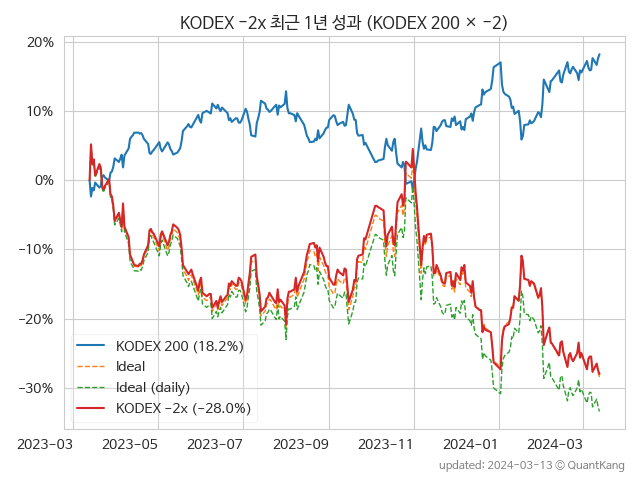 KODEX -2x 최근 1년 성과 (KODEX 200 × -2)
20%
10%
0%
−10%
−20%
−30%
KODEX 200 (18.2%)
Ideal
Ideal (daily)
KODEX -2x (-28.0%)
2023-03 2023-05 2023-07 2023-09 2023-11 2024-01 2024-03
updated: 2024-03-13 © QuantKang